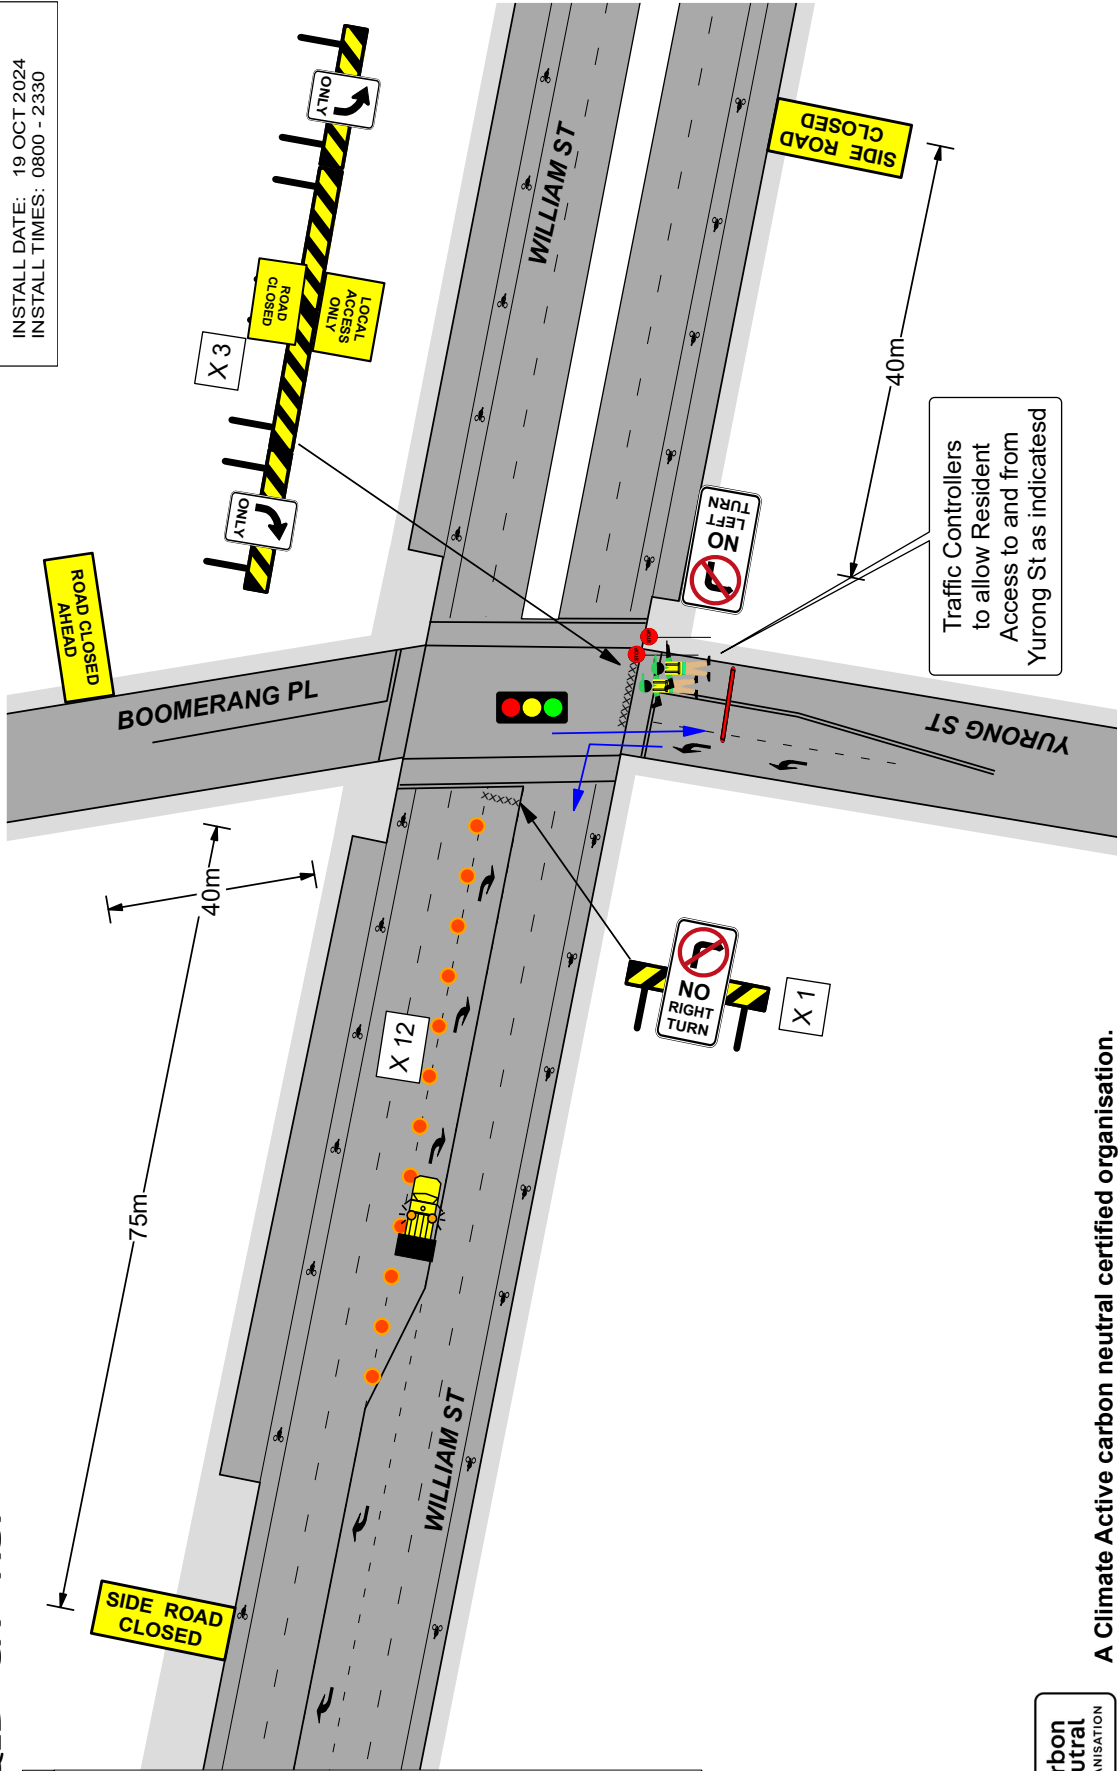 INSTALL DATE: 19 OCT 2024
INSTALL TIMES: 0800 - 2330
ONLY
ROAD
CLOSED
LOCAL
ACCESS
ONLY
X 3
ONLY
ROAD CLOSED
AHEAD
BOOMERANG PL
WILLIAM ST
SIDE ROAD
CLOSED
40m
NO
LEFT
TURN
Traffic Controllers
to allow Resident
Access to and from
Yurong St as indicatesd
YURONG ST
40m
75m
X 12
NO
RIGHT
TURN
X 1
WILLIAM ST
SIDE ROAD
CLOSED
A Climate Active carbon neutral certified organisation.
rbon
utral
ANISATION